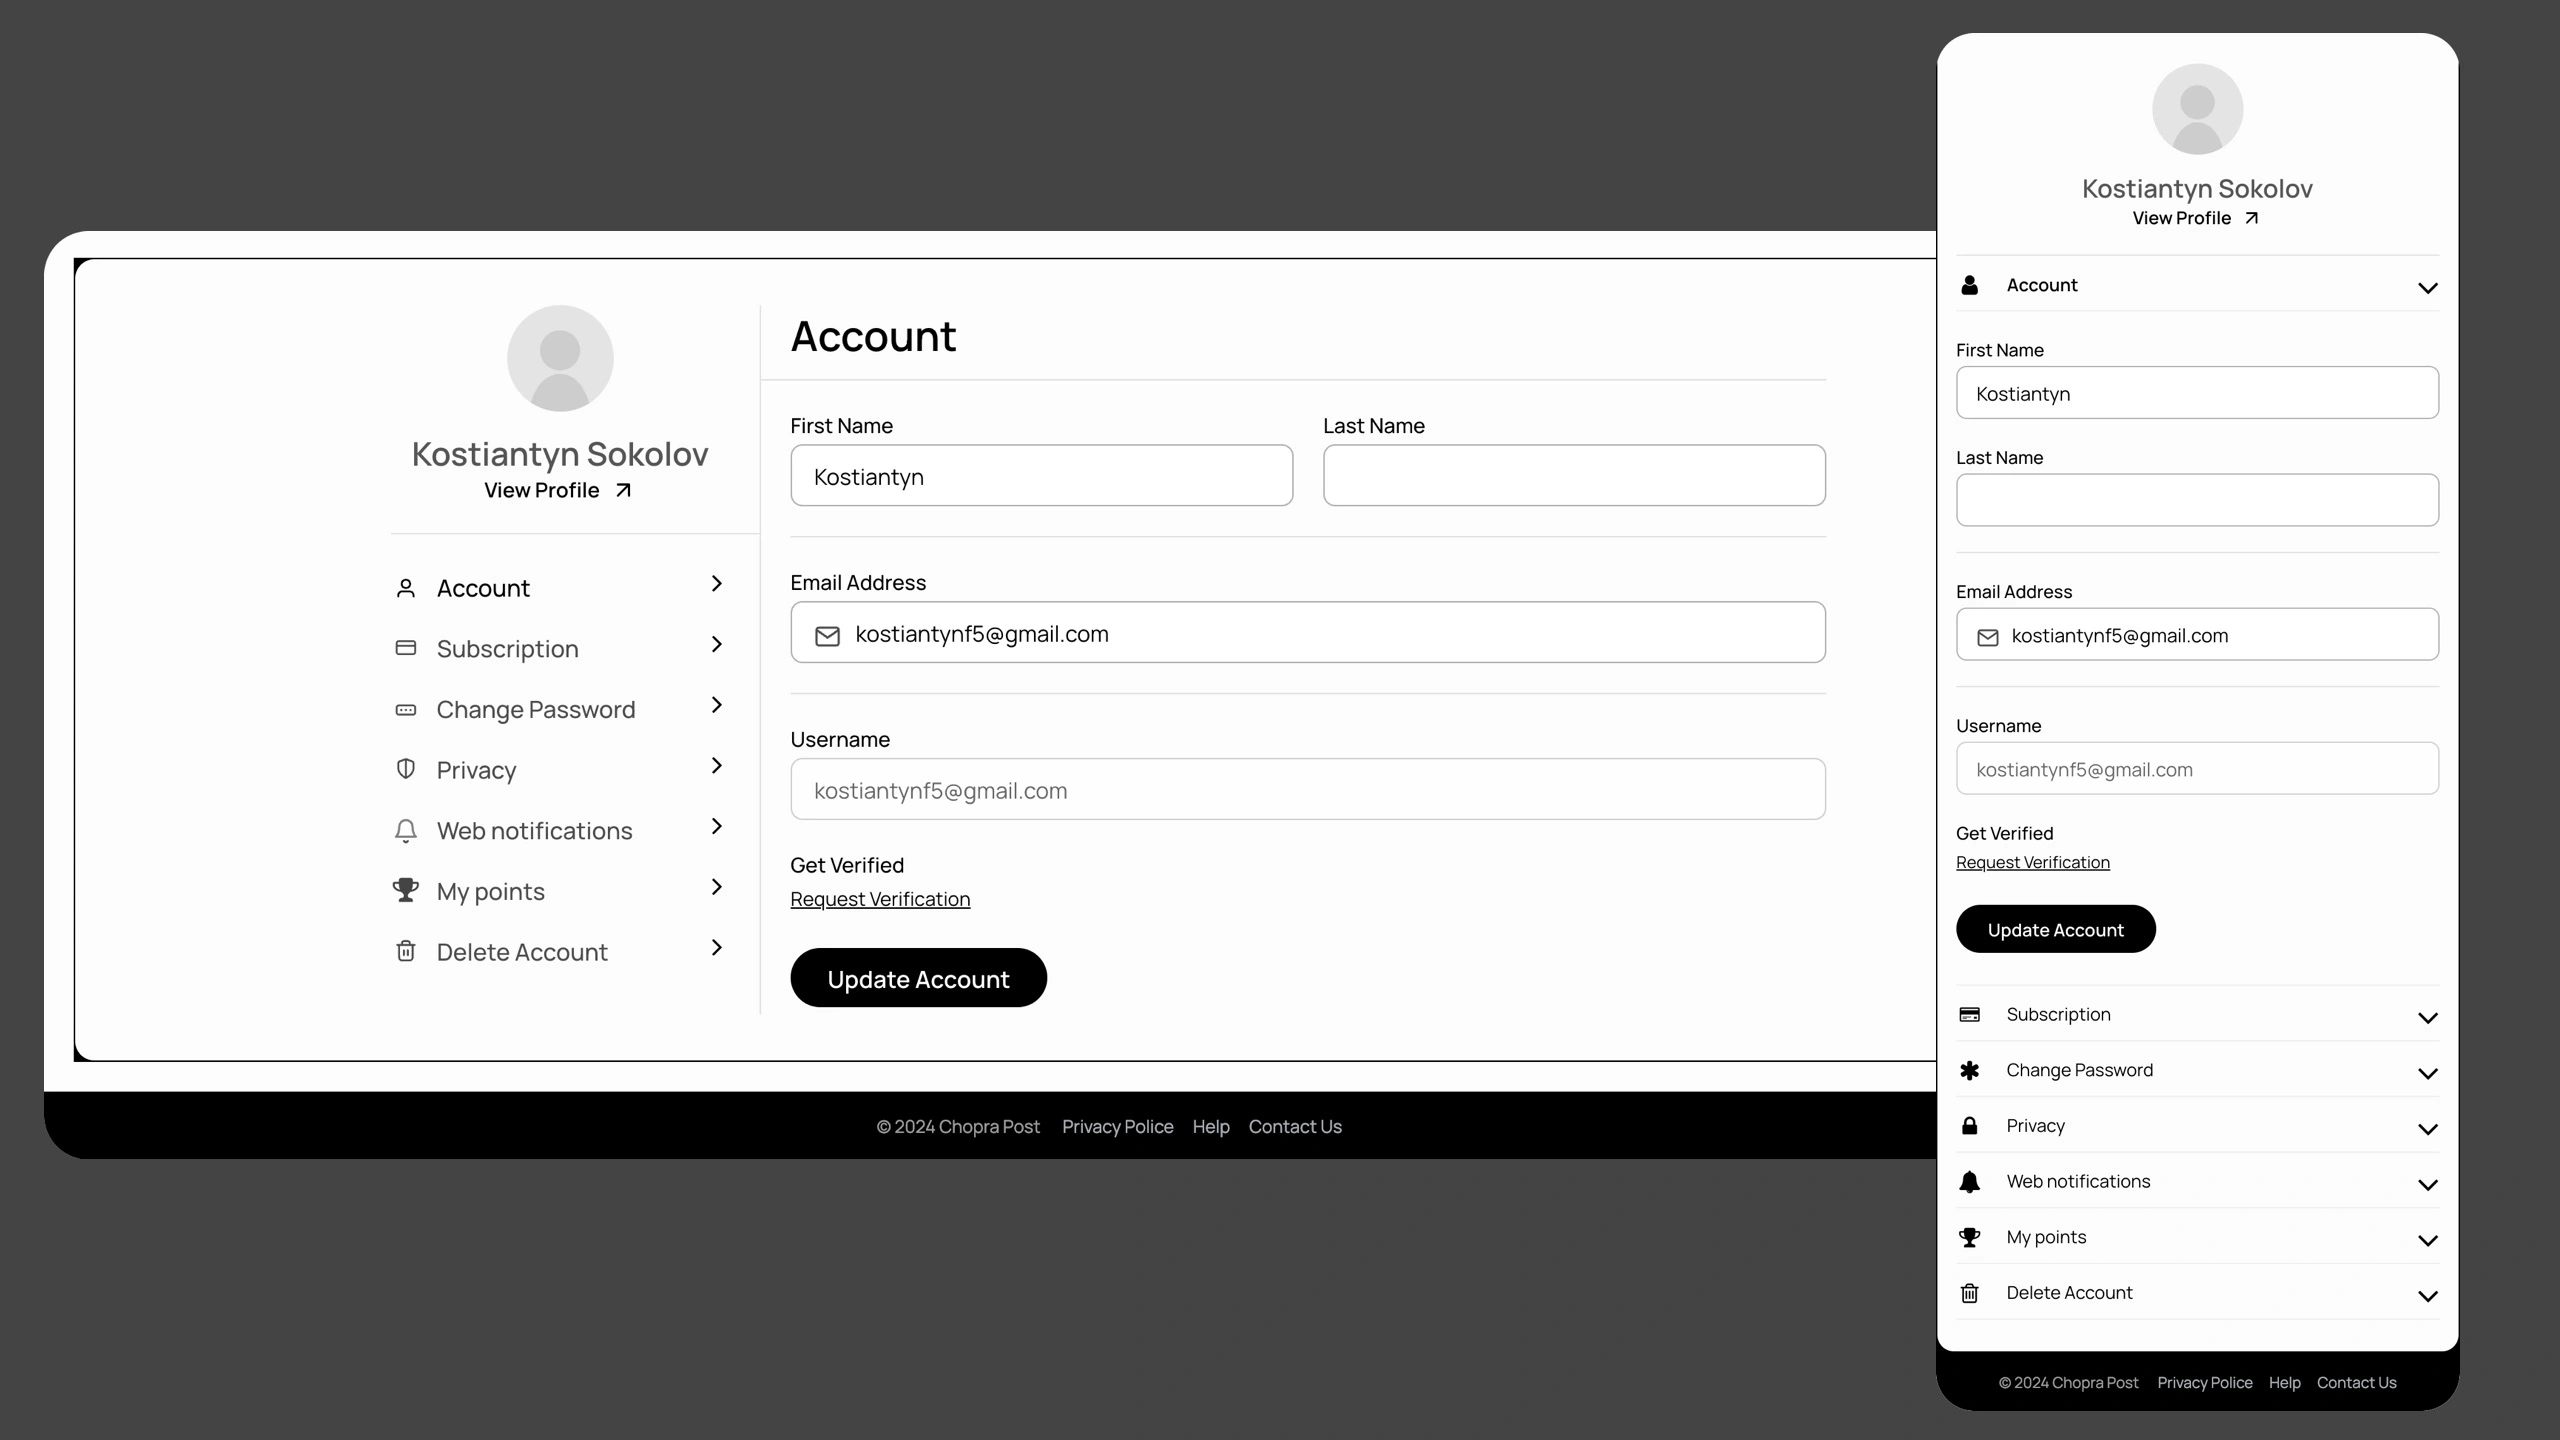 Kostiantyn Sokolov
View Profile
Account
Subscription
Change Password
Privacy
Web notifications
My points
Delete Account
Account
First Name
Last Name
Kostiantyn
Email Address
kostiantynf5@gmail.com
Username
kostiantynf5@gmail.com
Get Verified
Request Verification
Update Account
© 2024 Chopra Post Privacy Police Help Contact Us
Kostiantyn Sokolov
View Profile
Account
First Name
Kostiantyn
Last Name
Email Address
kostiantynf5@gmail.com
Username
kostiantynf5@gmail.com
Get Verified
Request Verification
Update Account
Subscription
Change Password
Privacy
Web notifications
My points
Delete Account
© 2024 Chopra Post Privacy Police Help Contact Us